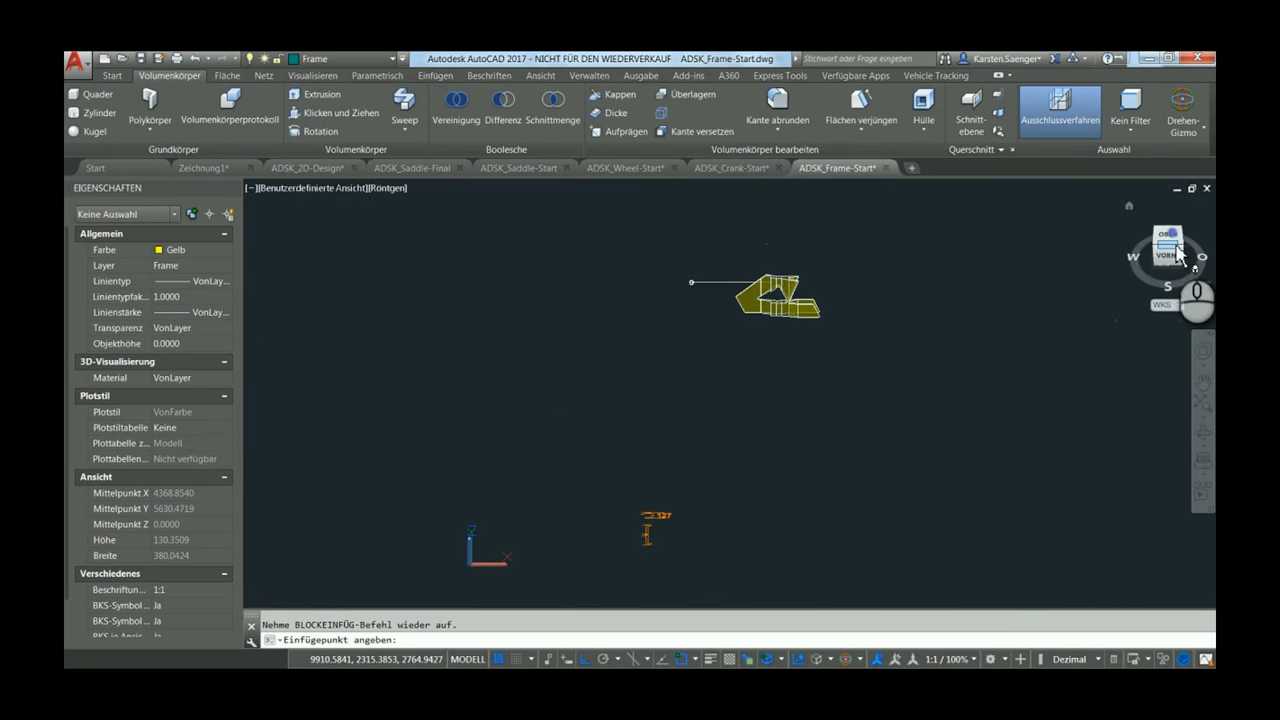 Frame
Autodesk AutoCAD 2017 - NICHT FÜR DEN WIEDERVERKAUF ADSK_Frame-Start.dwg
Stichwort oder Frage eingeben
Karsten.Saenger
Start Volumenkörper Fläche Netz Visualisieren Parametrisch Einfügen Beschriften Ansicht Verwalten Ausgabe Add-ins A360 Express Tools Verfügbare Apps Vehicle Tracking
Quader
Zylinder
Kugel
Polykörper
Volumenkörperprotokoll
Extrusion
Klicken und Ziehen
Rotation
Sweep
Vereinigung Differenz Schnittmenge
Kappen
Dicke
Aufprägen
Überlagern
Kante versetzen
Kante abrunden
Flächen verjüngen
Hülle
Schnitt-
ebene
Ausschlussverfahren
Kein Filter
Drehen-
Gizmo
Grundkörper Volumenkörper Boolesche Volumenkörper bearbeiten Querschnitt Auswahl
Start Zeichnung1* ADSK_2D-Design* ADSK_Saddle-Final ADSK_Saddle-Start ADSK_Wheel-Start* ADSK_Crank-Start* ADSK_Frame-Start*
EIGENSCHAFTEN
[−][Benutzerdefinierte Ansicht][Röntgen]
Keine Auswahl
Allgemein
Farbe Gelb
Layer Frame
Linientyp VonLay...
Linientypfak... 1.0000
Linienstärke VonLay...
Transparenz VonLayer
Objekthöhe 0.0000
3D-Visualisierung
Material VonLayer
Plotstil
Plotstil VonFarbe
Plotstiltabelle Keine
Plottabelle z... Modell
Plottabellen... Nicht verfügbar
Ansicht
Mittelpunkt X 4368.8540
Mittelpunkt Y 5630.4719
Mittelpunkt Z 0.0000
Höhe 130.3509
Breite 380.0424
Verschiedenes
Beschriftun... 1:1
BKS-Symbol ... Ja
BKS-Symbol ... Ja
W
VORN
O
S
WKS
X
Nehme BLOCKEINFÜG-Befehl wieder auf.
Einfügepunkt angeben:
9910.5841, 2315.3853, 2764.9427 MODELL
1:1 / 100%
Dezimal